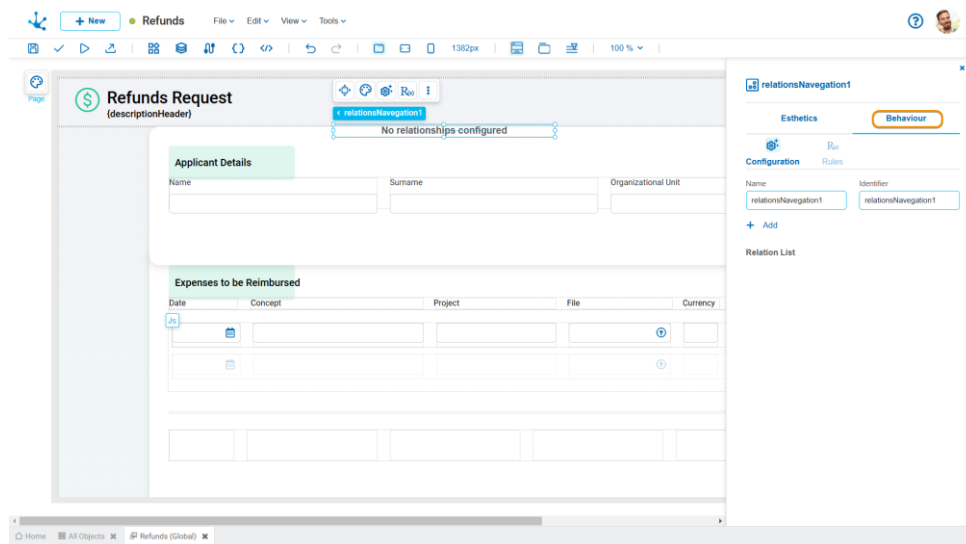 + New
Refunds
File
Edit
View
Tools
1382px
100 %
Page
Refunds Request
{descriptionHeader}
relationsNavegation1
No relationships configured
Applicant Details
Name
Surname
Organizational Unit
Expenses to be Reimbursed
Date
Concept
Project
File
Currency
Js
relationsNavegation1
Esthetics
Behaviour
Configuration
Rules
Name
Identifier
relationsNavegation1
relationsNavegation1
+ Add
Relation List
Home
All Objects
Refunds (Global)